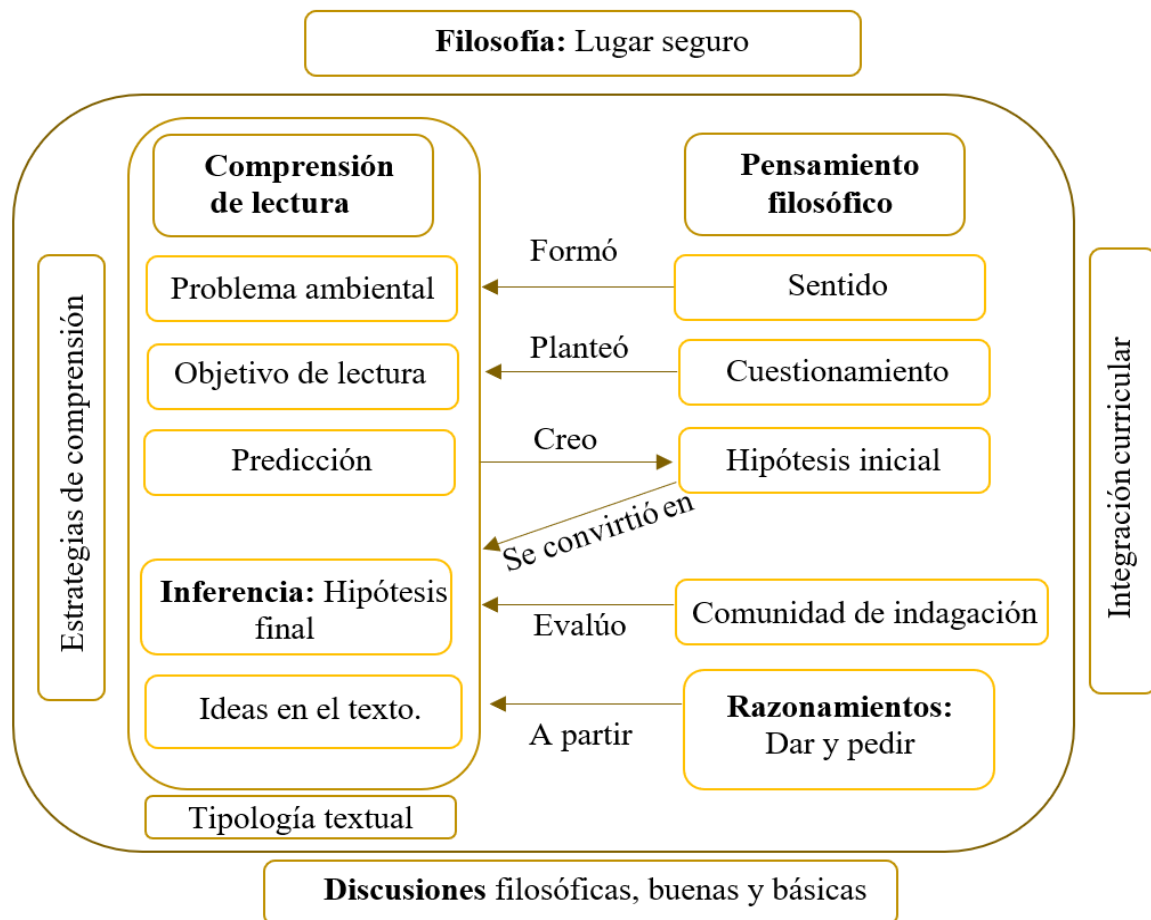 Filosofía: Lugar seguro
Comprensión
de lectura
Pensamiento
filosófico
Formó
Problema ambiental
Sentido
Planteó
Objetivo de lectura
Cuestionamiento
Creo
Predicción
Hipótesis inicial
Se convirtió en
Inferencia: Hipótesis
final
Evalúo
Comunidad de indagación
Ideas en el texto.
A partir
Razonamientos:
Dar y pedir
Tipología textual
Estrategias de comprensión
Integración curricular
Discusiones filosóficas, buenas y básicas